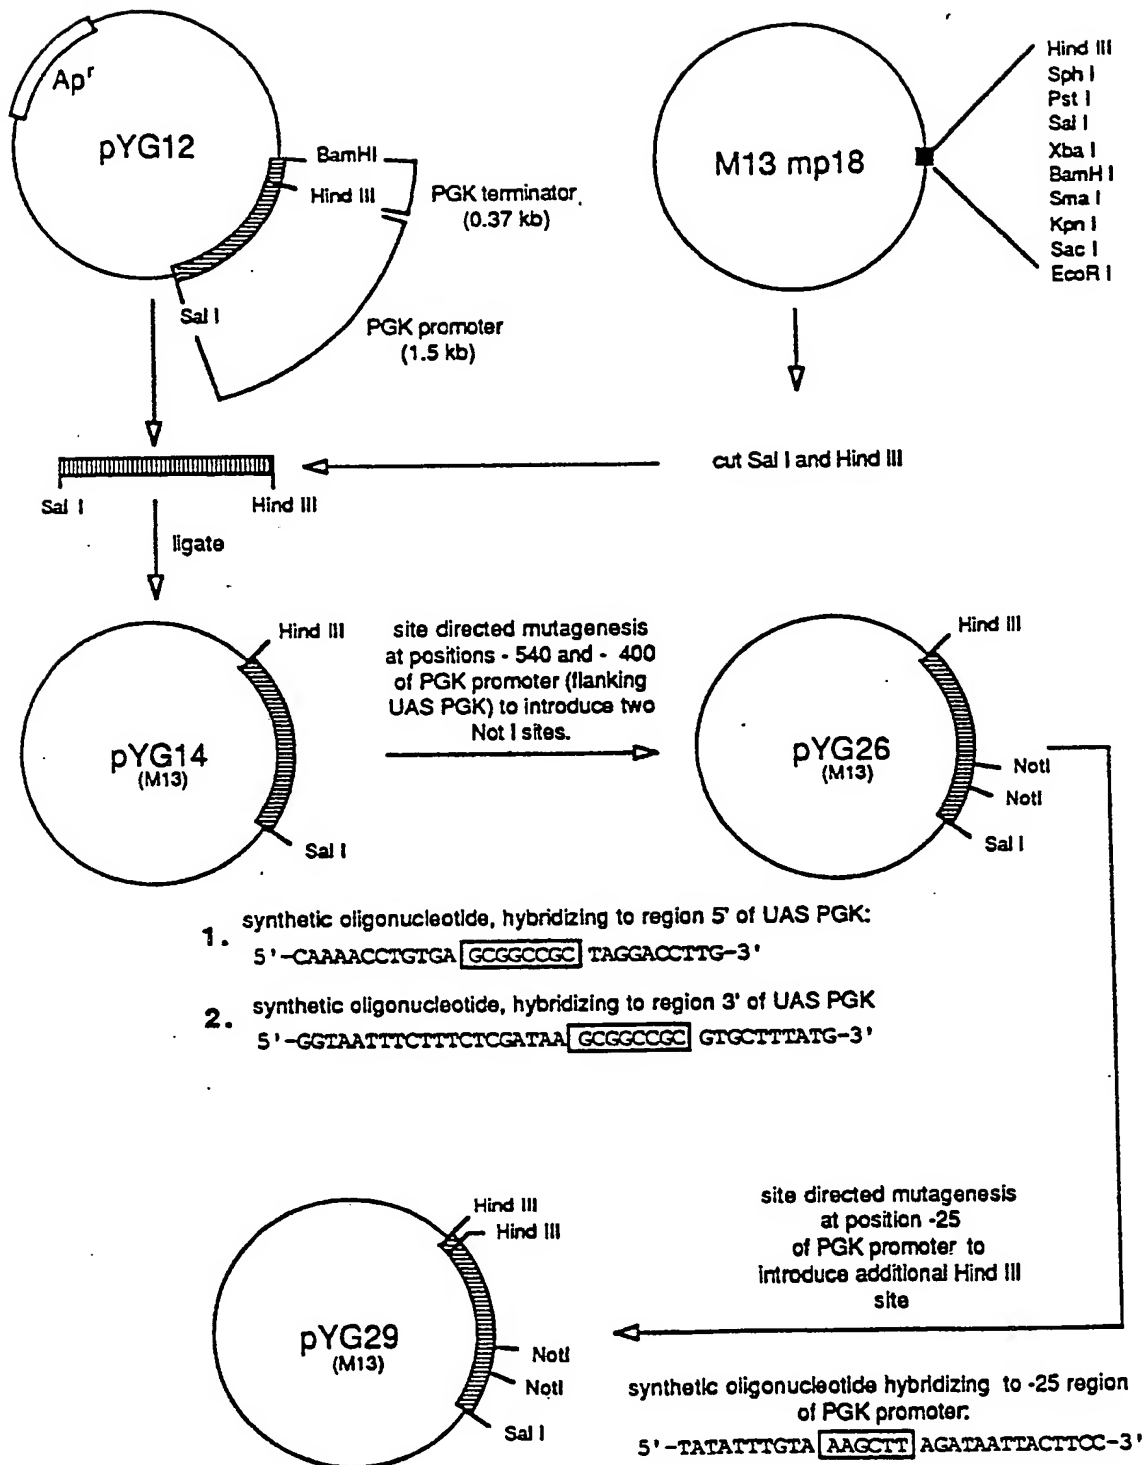 Ap^r
pYG12
BamHI
Hind III
PGK terminator
(0.37 kb)
Sal I
PGK promoter
(1.5 kb)
M13 mp18
Hind III
Sph I
Pst I
Sal I
Xba I
BamH I
Sma I
Kpn I
Sac I
EcoR I
cut Sal I and Hind III
Sal I
Hind III
ligate
Hind III
pYG14
(M13)
Sal I
site directed mutagenesis
at positions - 540 and - 400
of PGK promoter (flanking
UAS PGK) to introduce two
Not I sites.
Hind III
pYG26
(M13)
NotI
NotI
Sal I
1. synthetic oligonucleotide, hybridizing to region 5' of UAS PGK:
5'-CAAAACCTGTGA GCGGCCGC TAGGACCTTG-3'
2. synthetic oligonucleotide, hybridizing to region 3' of UAS PGK
5'-GGTAATTTCTTTCTCGATAA GCGGCCGC GTGCTTTATG-3'
site directed mutagenesis
at position -25
of PGK promoter to
introduce additional Hind III
site
Hind III
Hind III
pYG29
(M13)
NotI
NotI
Sal I
synthetic oligonucleotide hybridizing to -25 region
of PGK promoter:
5'-TATATTTGTA AAGCTT AGATAATTACTTCC-3'